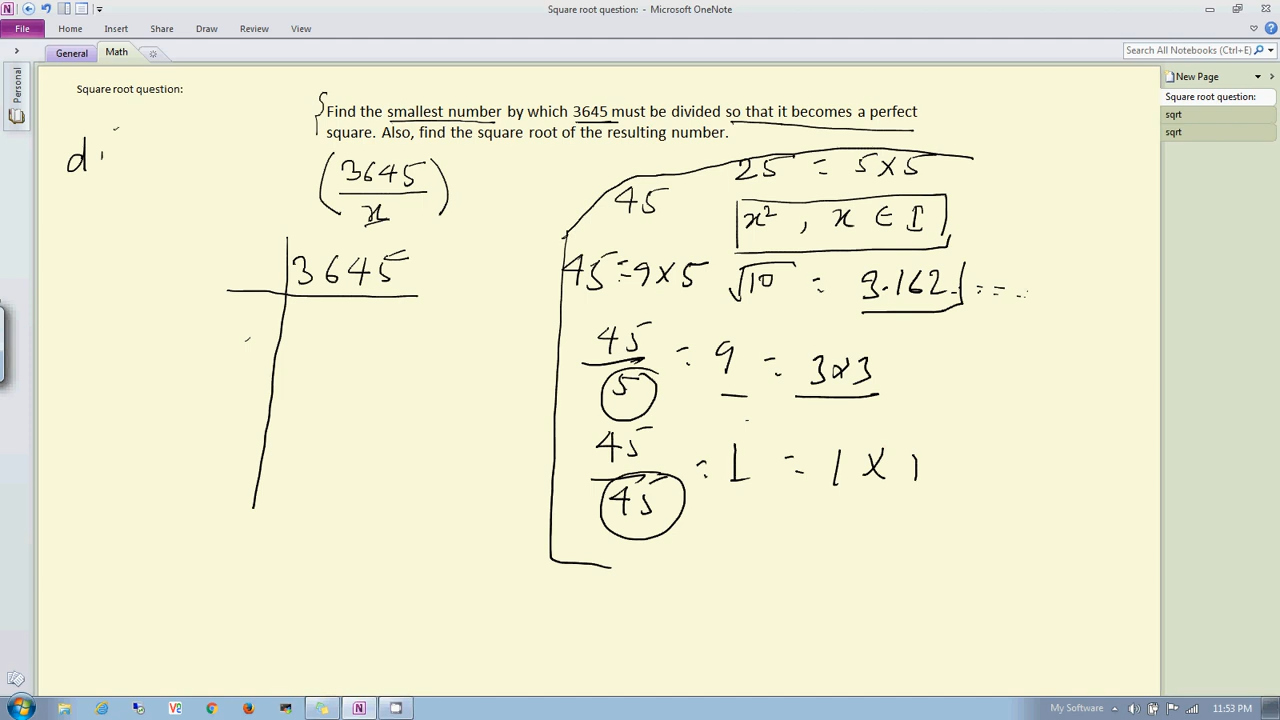 Square root question: - Microsoft OneNote
File Home Insert Share Draw Review View
General Math
Search All Notebooks (Ctrl+E)
Personal
New Page
Square root question:
sqrt
sqrt
Square root question:
Find the smallest number by which 3645 must be divided so that it becomes a perfect
square. Also, find the square root of the resulting number.
di
(3645/x)
3645
45
25 = 5×5
x², x ∈ I
45=9×5
√10 = 3.162
45/5 = 9 = 3×3
45/45 = 1 = 1 × 1
My Software 11:53 PM